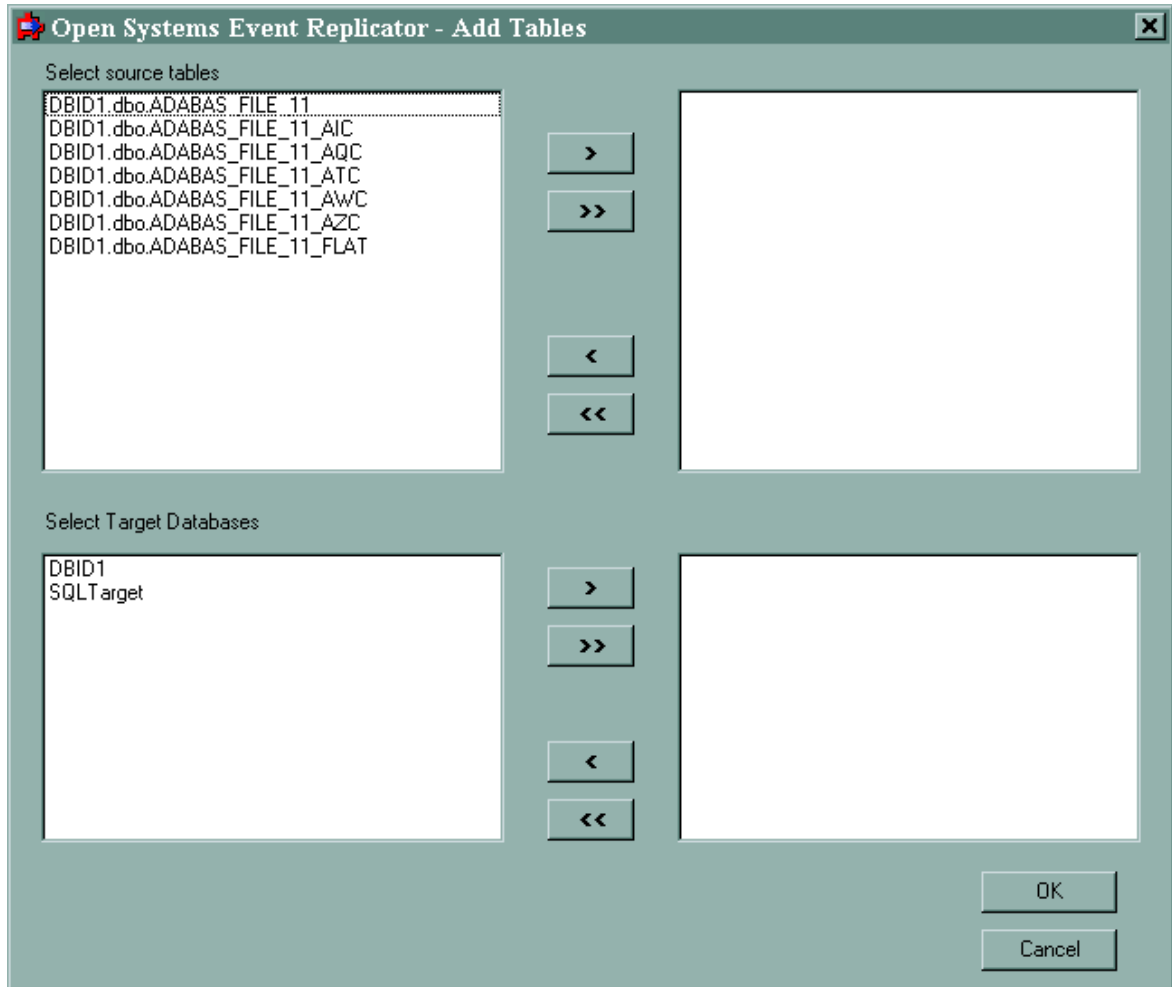 Open Systems Event Replicator - Add Tables
Select source tables
DBID1.dbo.ADABAS_FILE_11
DBID1.dbo.ADABAS_FILE_11_AIC
DBID1.dbo.ADABAS_FILE_11_AQC
DBID1.dbo.ADABAS_FILE_11_ATC
DBID1.dbo.ADABAS_FILE_11_AWC
DBID1.dbo.ADABAS_FILE_11_AZC
DBID1.dbo.ADABAS_FILE_11_FLAT
>
>>
<
<<
Select Target Databases
DBID1
SQLTarget
>
>>
<
<<
OK
Cancel